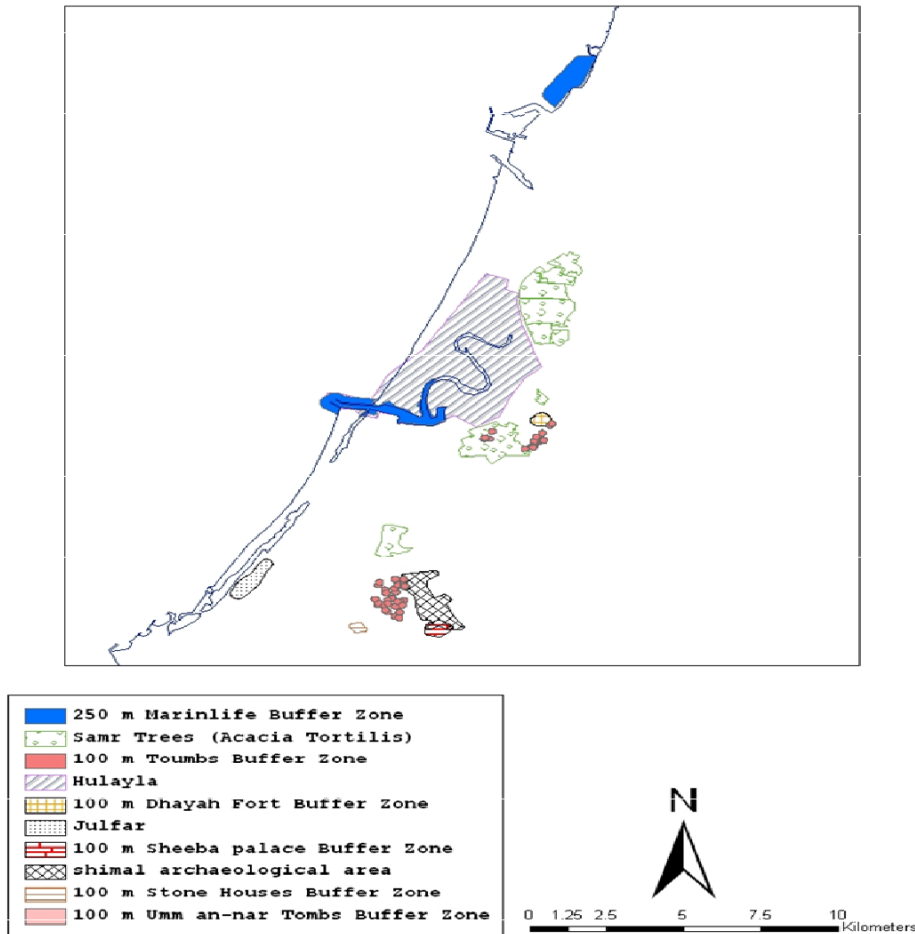 250 m Marinlife Buffer Zone
Samr Trees (Acacia Tortilis)
100 m Toumbs Buffer Zone
Hulayla
100 m Dhayah Fort Buffer Zone
Julfar
100 m Sheeba palace Buffer Zone
shimal archaeological area
100 m Stone Houses Buffer Zone
100 m Umm an-nar Tombs Buffer Zone
N
0 1.25 2.5 5 7.5 10
Kilometers